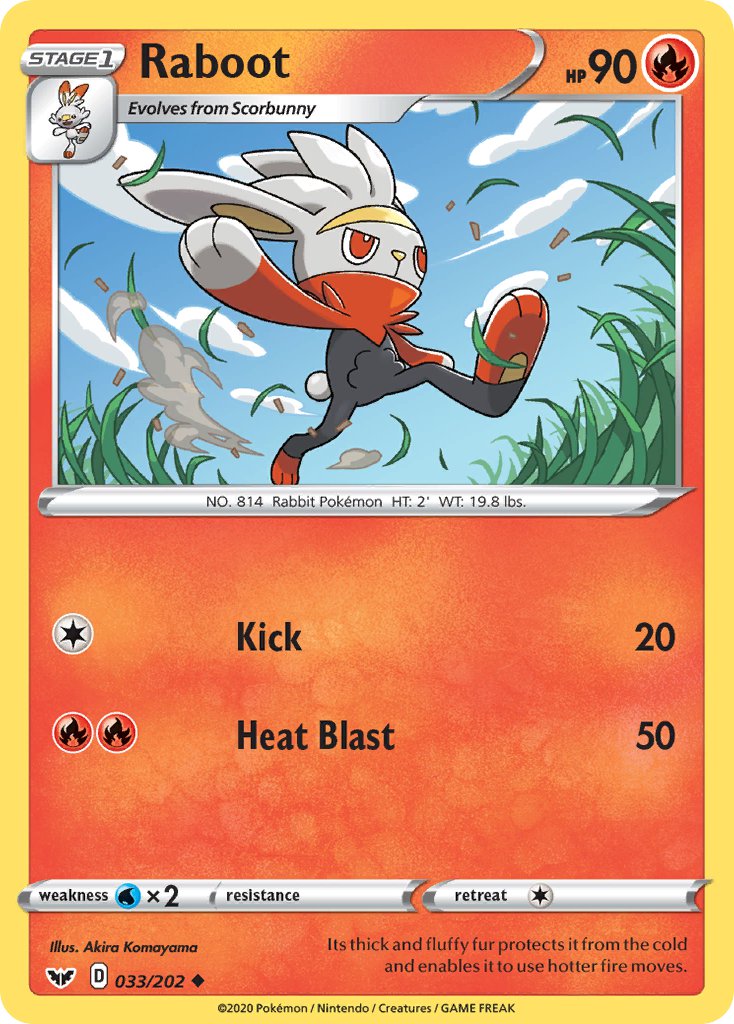 STAGE1 Raboot HP90
Evolves from Scorbunny
NO. 814 Rabbit Pokémon HT: 2' WT: 19.8 lbs.
Kick 20
Heat Blast 50
weakness ×2 resistance retreat
Illus. Akira Komayama
Its thick and fluffy fur protects it from the cold
and enables it to use hotter fire moves.
D 033/202
©2020 Pokémon / Nintendo / Creatures / GAME FREAK